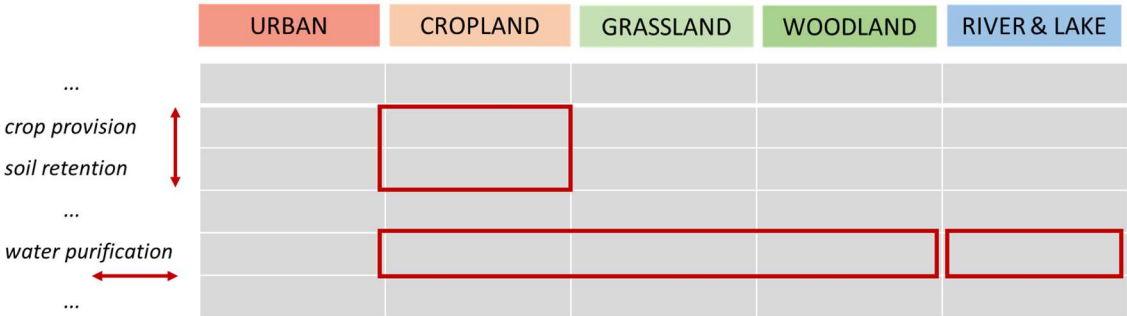 URBAN CROPLAND GRASSLAND WOODLAND RIVER & LAKE
...
crop provision
soil retention
...
water purification
...